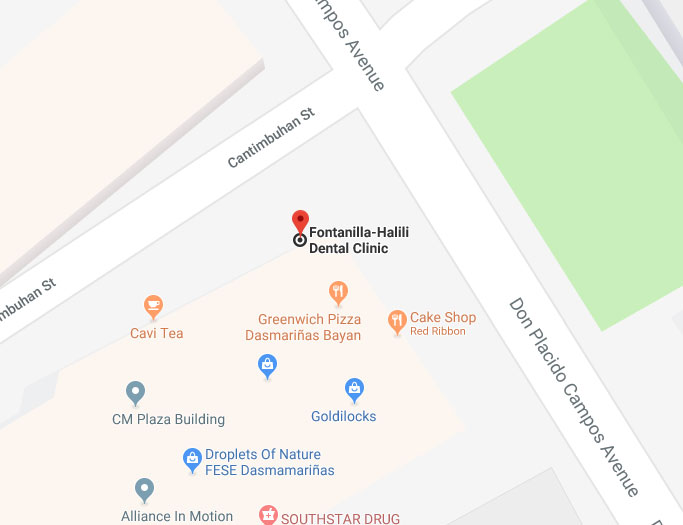 mpos Avenue
Cantimbuhan St
Fontanilla-Halili
Dental Clinic
mbuhan St
Cavi Tea
Greenwich Pizza
Dasmariñas Bayan
Cake Shop
Red Ribbon
Don Placido Campos Avenue
Goldilocks
CM Plaza Building
Droplets Of Nature
FESE Dasmamariñas
Alliance In Motion
SOUTHSTAR DRUG